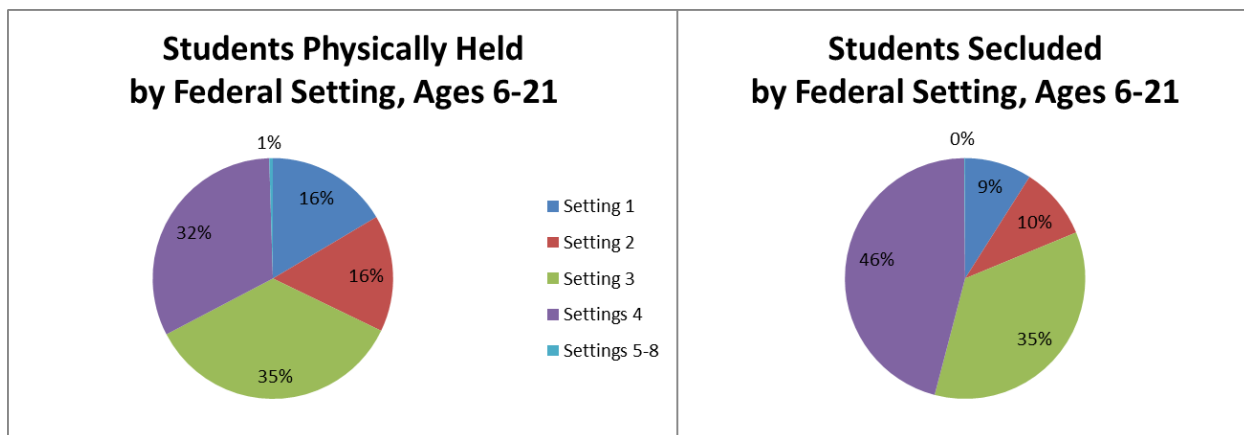 Students Physically Held
by Federal Setting, Ages 6-21
1%
16%
32%
16%
35%
Setting 1
Setting 2
Setting 3
Settings 4
Settings 5-8
Students Secluded
by Federal Setting, Ages 6-21
0%
9%
10%
46%
35%